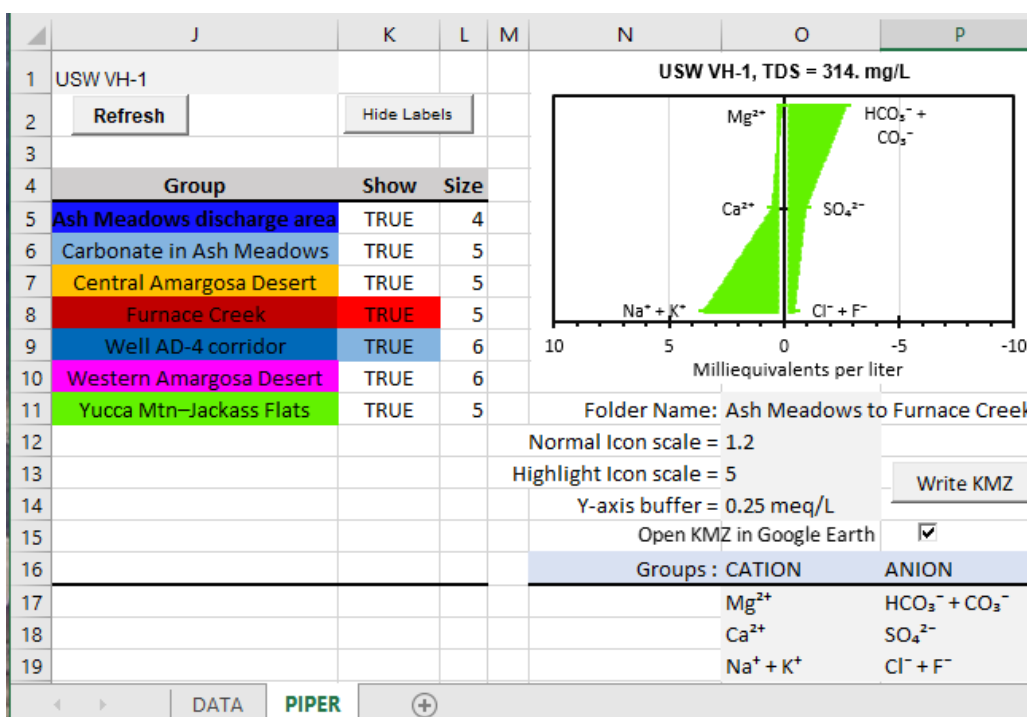 J K L M N O P
1 USW VH-1
USW VH-1, TDS = 314. mg/L
2 Refresh Hide Labels
Mg²⁺ HCO₃⁻ +
CO₃⁻
3
4 Group Show Size
5 Ash Meadows discharge area TRUE 4
Ca²⁺ SO₄²⁻
6 Carbonate in Ash Meadows TRUE 5
7 Central Amargosa Desert TRUE 5
8 Furnace Creek TRUE 5
Na⁺ + K⁺ Cl⁻ + F⁻
9 Well AD-4 corridor TRUE 6
10 5 0 -5 -10
10 Western Amargosa Desert TRUE 6
Milliequivalents per liter
11 Yucca Mtn–Jackass Flats TRUE 5 Folder Name: Ash Meadows to Furnace Creek
12 Normal Icon scale = 1.2
13 Highlight Icon scale = 5
Write KMZ
14 Y-axis buffer = 0.25 meq/L
15 Open KMZ in Google Earth
16 Groups : CATION ANION
17 Mg²⁺ HCO₃⁻ + CO₃⁻
18 Ca²⁺ SO₄²⁻
19 Na⁺ + K⁺ Cl⁻ + F⁻
DATA PIPER